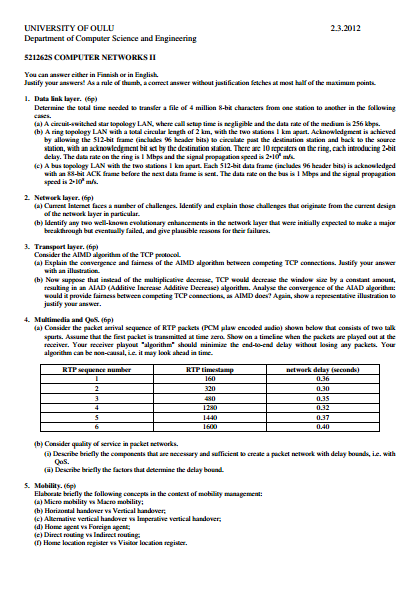 UNIVERSITY OF OULU 2.3.2012
Department of Computer Science and Engineering
521262S COMPUTER NETWORKS II
You can answer either in Finnish or in English.
Justify your answers! As a rule of thumb, a correct answer without justification fetches at most half of the maximum points.
1. Data link layer. (6p)
Determine the total time needed to transfer a file of 4 million 8-bit characters from one station to another in the following
cases.
(a) A circuit-switched star topology LAN, where call setup time is negligible and the data rate of the medium is 256 kbps.
(b) A ring topology LAN with a total circular length of 2 km, with the two stations 1 km apart. Acknowledgment is achieved
by allowing the 512-bit frame (includes 96 header bits) to circulate past the destination station and back to the source
station, with an acknowledgment bit set by the destination station. There are 10 repeaters on the ring, each introducing 2-bit
delay. The data rate on the ring is 1 Mbps and the signal propagation speed is 2•10⁸ m/s.
(c) A bus topology LAN with the two stations 1 km apart. Each 512-bit data frame (includes 96 header bits) is acknowledged
with an 88-bit ACK frame before the next data frame is sent. The data rate on the bus is 1 Mbps and the signal propagation
speed is 2•10⁸ m/s.
2. Network layer. (6p)
(a) Current Internet faces a number of challenges. Identify and explain those challenges that originate from the current design
of the network layer in particular.
(b) Identify any two well-known evolutionary enhancements in the network layer that were initially expected to make a major
breakthrough but eventually failed, and give plausible reasons for their failures.
3. Transport layer. (6p)
Consider the AIMD algorithm of the TCP protocol.
(a) Explain the convergence and fairness of the AIMD algorithm between competing TCP connections. Justify your answer
with an illustration.
(b) Now suppose that instead of the multiplicative decrease, TCP would decrease the window size by a constant amount,
resulting in an AIAD (Additive Increase Additive Decrease) algorithm. Analyse the convergence of the AIAD algorithm:
would it provide fairness between competing TCP connections, as AIMD does? Again, show a representative illustration to
justify your answer.
4. Multimedia and QoS. (6p)
(a) Consider the packet arrival sequence of RTP packets (PCM μlaw encoded audio) shown below that consists of two talk
spurts. Assume that the first packet is transmitted at time zero. Show on a timeline when the packets are played out at the
receiver. Your receiver playout "algorithm" should minimize the end-to-end delay without losing any packets. Your
algorithm can be non-causal, i.e. it may look ahead in time.
RTP sequence number RTP timestamp network delay (seconds)
1 160 0.36
2 320 0.30
3 480 0.35
4 1280 0.32
5 1440 0.37
6 1600 0.40
(b) Consider quality of service in packet networks.
(i) Describe briefly the components that are necessary and sufficient to create a packet network with delay bounds, i.e. with
QoS.
(ii) Describe briefly the factors that determine the delay bound.
5. Mobility. (6p)
Elaborate briefly the following concepts in the context of mobility management:
(a) Micro mobility vs Macro mobility;
(b) Horizontal handover vs Vertical handover;
(c) Alternative vertical handover vs Imperative vertical handover;
(d) Home agent vs Foreign agent;
(e) Direct routing vs Indirect routing;
(f) Home location register vs Visitor location register.